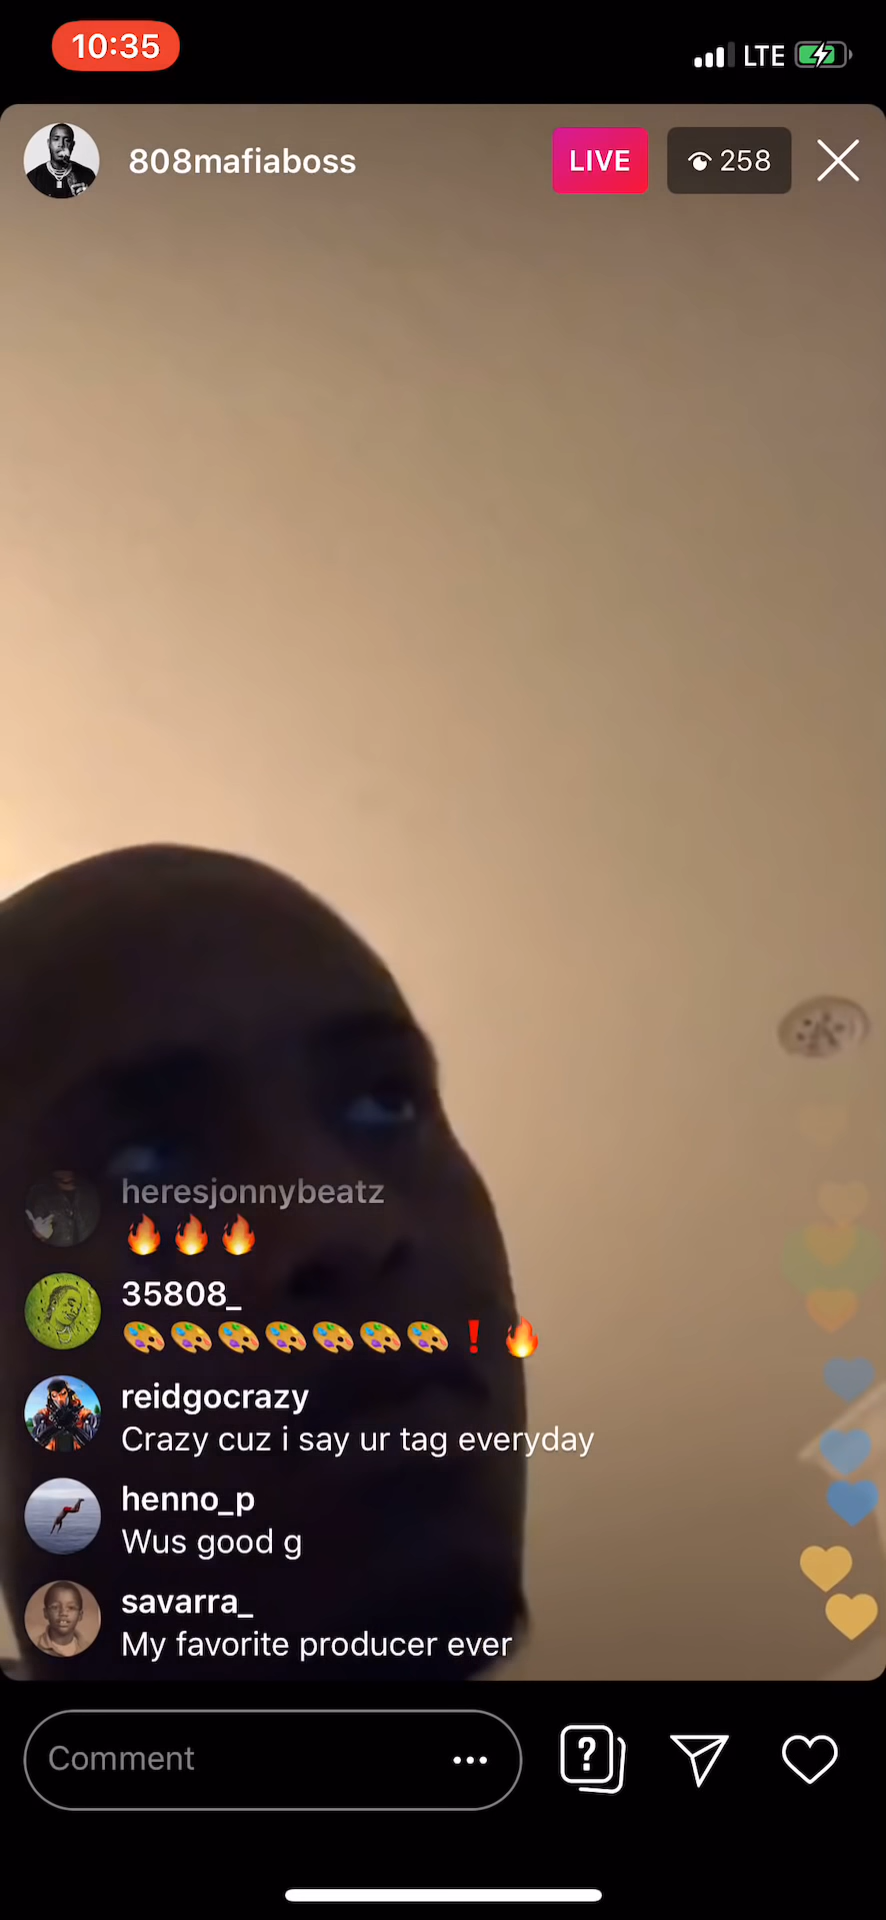 10:35
LTE
808mafiaboss
LIVE
258
heresjonnybeatz
🔥🔥🔥
35808_
🎨🎨🎨🎨🎨🎨🎨❗🔥
reidgocrazy
Crazy cuz i say ur tag everyday
henno_p
Wus good g
savarra_
My favorite producer ever
Comment
?